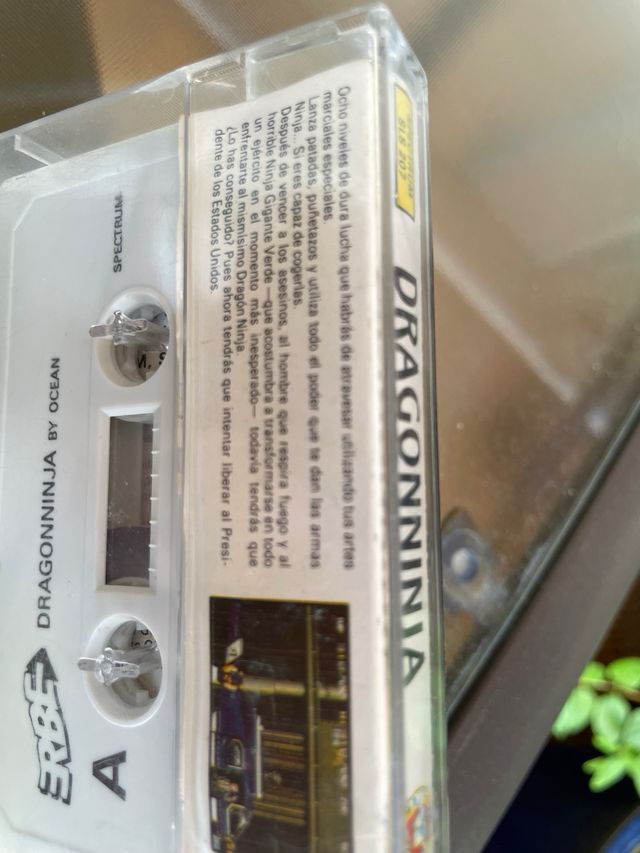 SPECTRUM
SLS 207
DRAGONNINJA
Ocho niveles de dura lucha que habrás de atravesar utilizando tus artes
marciales especiales.
Lanza patadas, puñetazos y utiliza todo el poder que te dan las armas
Ninja... Si eres capaz de cogerlas.
Después de vencer a los asesinos, al hombre que respira fuego y al
horrible Ninja Gigante Verde —que acostumbra a transformarse en todo
un ejército en el momento más inesperado— todavía tendrás que
enfrentarte al mismísimo Dragón Ninja.
¿Lo has conseguido? Pues ahora tendrás que intentar liberar al Presi-
dente de los Estados Unidos.
SPECTRUM
DRAGONNINJA BY OCEAN
ERBE
A